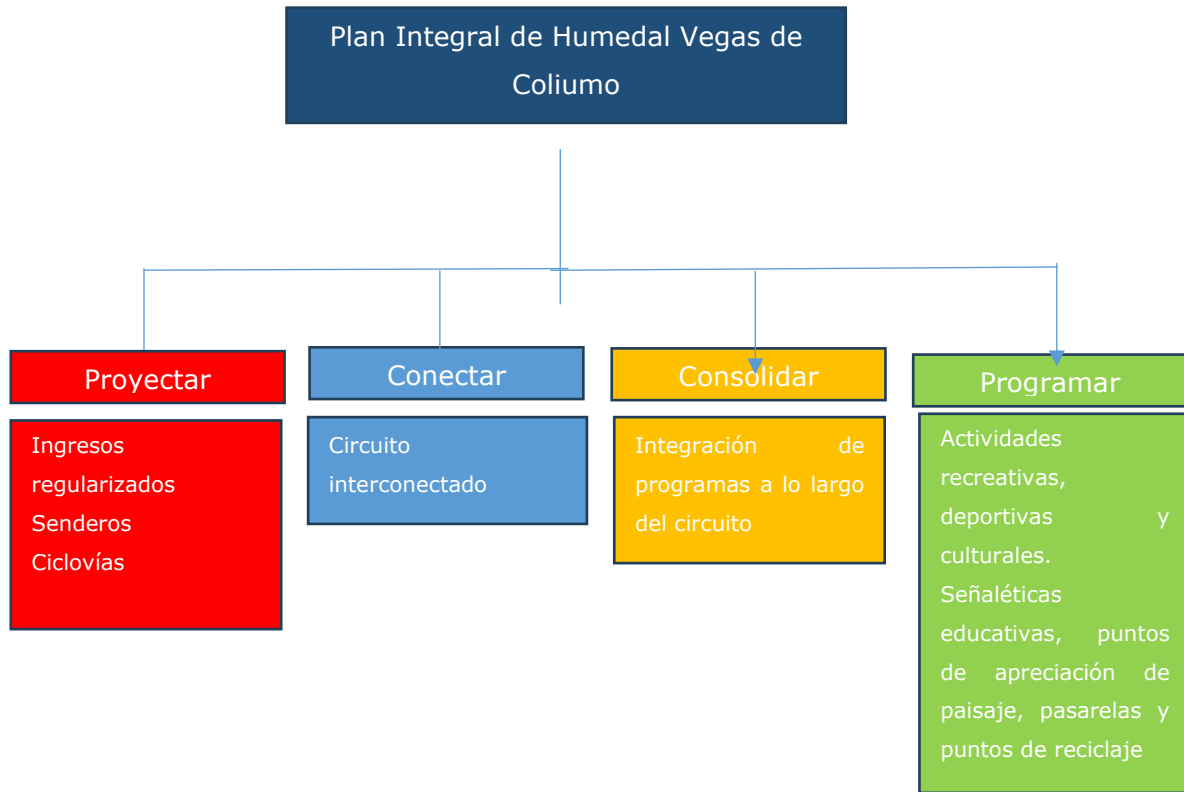 Plan Integral de Humedal Vegas de
Coliumo
Proyectar
Ingresos
regularizados
Senderos
Ciclovías
Conectar
Circuito
interconectado
Consolidar
Integración de
programas a lo largo
del circuito
Programar
Actividades
recreativas,
deportivas y
culturales.
Señaléticas
educativas, puntos
de apreciación de
paisaje, pasarelas y
puntos de reciclaje